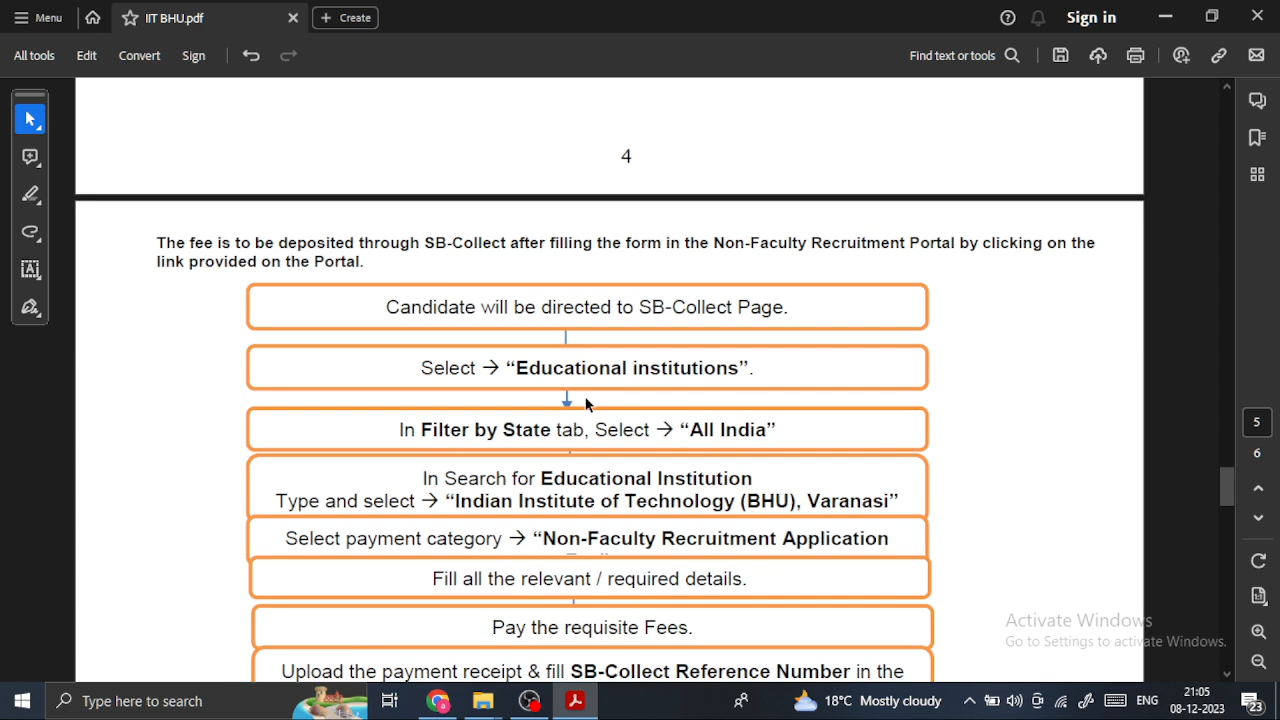 Menu
IIT BHU.pdf
Create
Sign in
All tools
Edit
Convert
Sign
Find text or tools
4
The fee is to be deposited through SB-Collect after filling the form in the Non-Faculty Recruitment Portal by clicking on the
link provided on the Portal.
Candidate will be directed to SB-Collect Page.
Select → “Educational institutions”.
In Filter by State tab, Select → “All India”
In Search for Educational Institution
Type and select → “Indian Institute of Technology (BHU), Varanasi”
Select payment category → “Non-Faculty Recruitment Application
Fill all the relevant / required details.
Pay the requisite Fees.
Upload the payment receipt & fill SB-Collect Reference Number in the
5
6
Activate Windows
Go to Settings to activate Windows.
Type here to search
18°C Mostly cloudy
ENG
21:05
08-12-2023
23